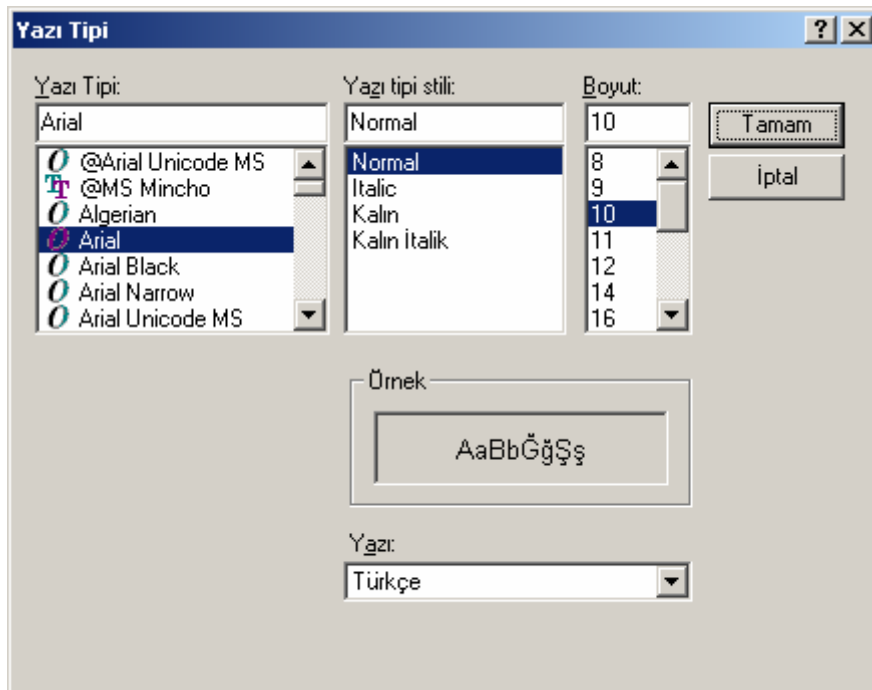 Yazı Tipi
Yazı Tipi:
Arial
@Arial Unicode MS
@MS Mincho
Algerian
Arial
Arial Black
Arial Narrow
Arial Unicode MS
Yazı tipi stili:
Normal
Normal
Italic
Kalın
Kalın İtalik
Boyut:
10
8
9
10
11
12
14
16
Tamam
İptal
Örnek
AaBbĞğŞş
Yazı:
Türkçe